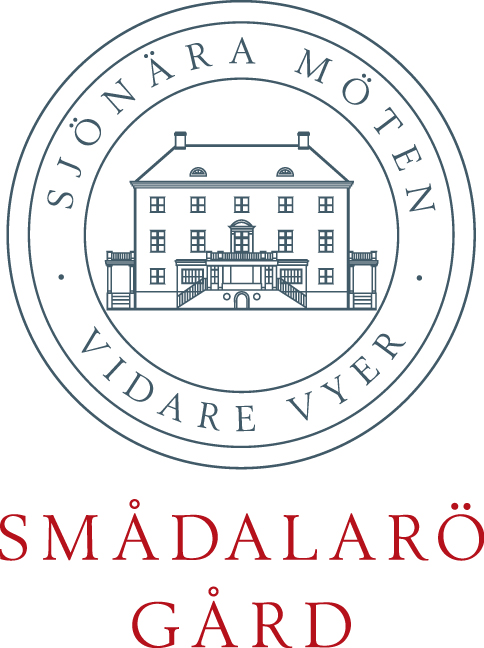 SJÖNÄRA MÖTEN
VIDARE VYER
SMÅDALARÖ
GÅRD